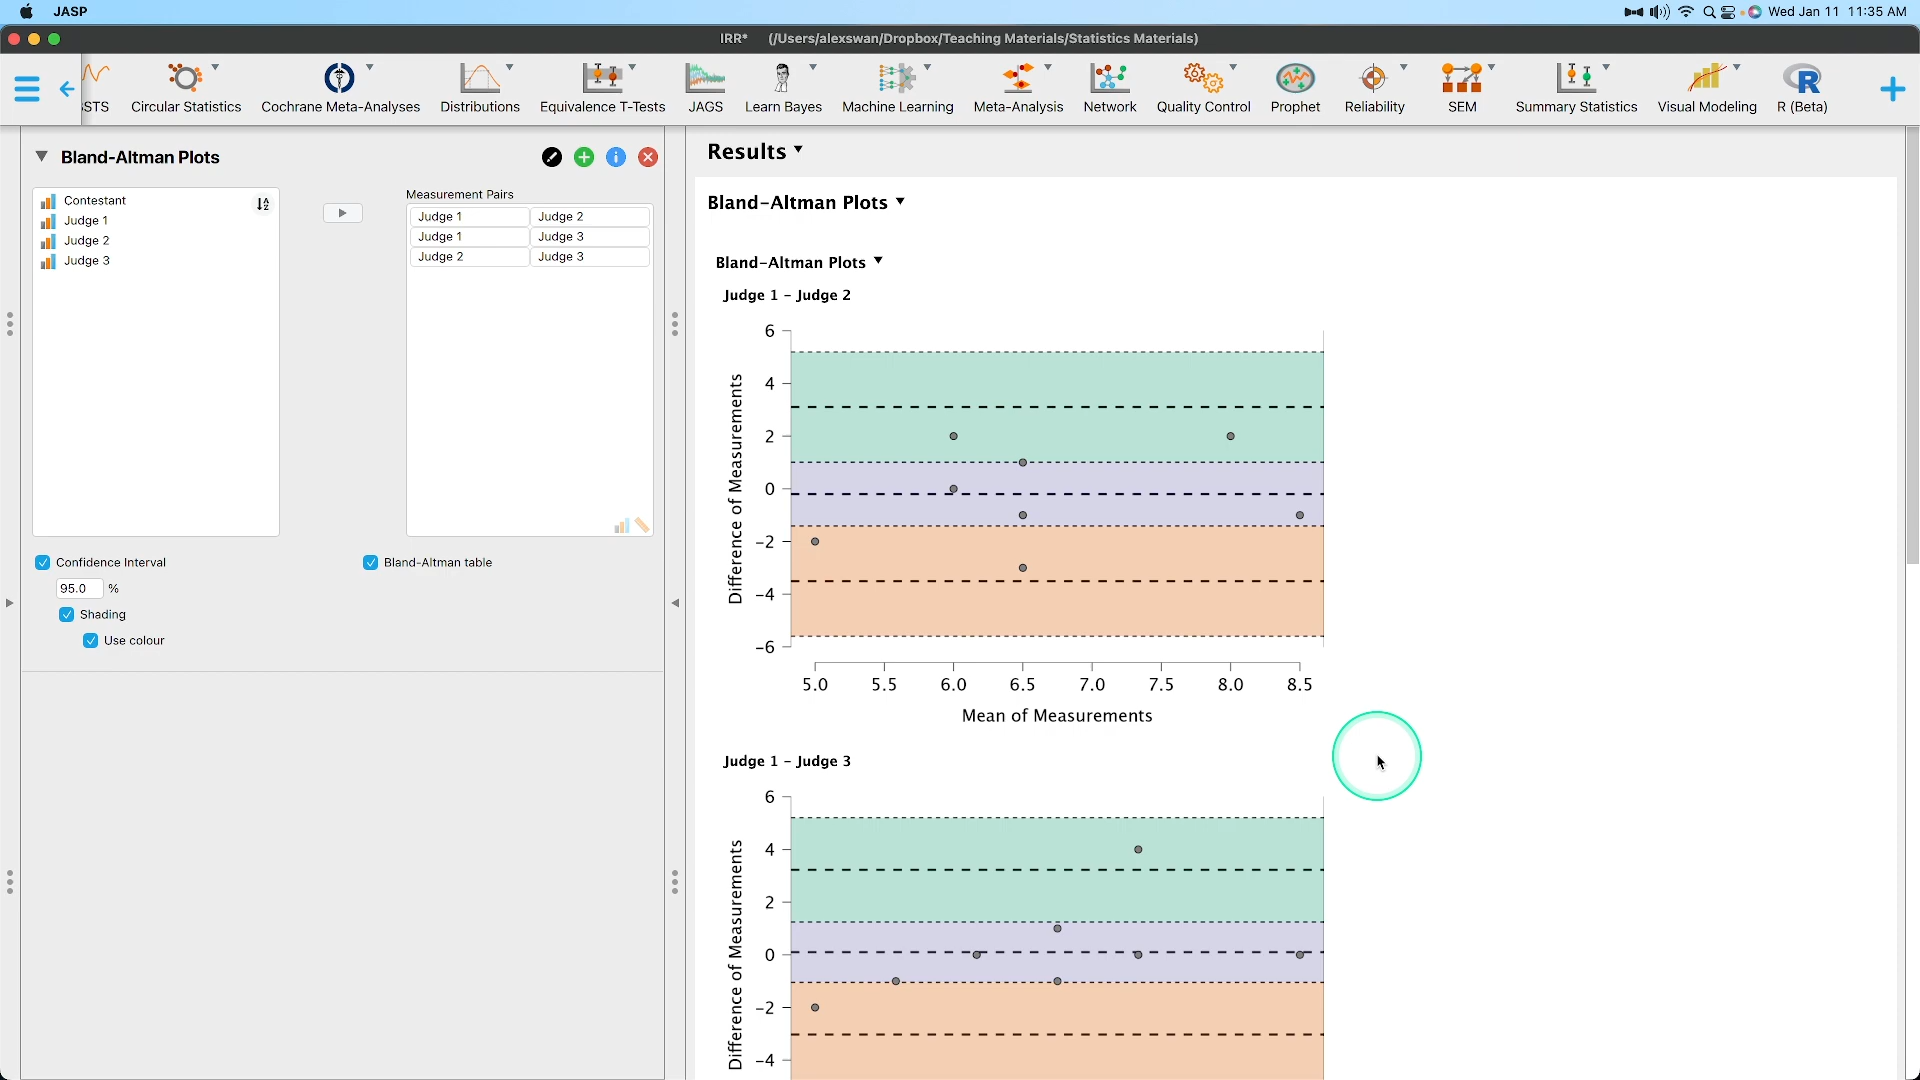 JASP
Wed Jan 11 11:35 AM
IRR* (/Users/alexswan/Dropbox/Teaching Materials/Statistics Materials)
STS
Circular Statistics
Cochrane Meta-Analyses
Distributions
Equivalence T-Tests
JAGS
Learn Bayes
Machine Learning
Meta-Analysis
Network
Quality Control
Prophet
Reliability
SEM
Summary Statistics
Visual Modeling
R (Beta)
Bland-Altman Plots
Contestant
Judge 1
Judge 2
Judge 3
Measurement Pairs
Judge 1 Judge 2
Judge 1 Judge 3
Judge 2 Judge 3
Confidence Interval
95.0 %
Shading
Use colour
Bland-Altman table
Results
Bland-Altman Plots
Bland-Altman Plots
Judge 1 - Judge 2
6
4
2
0
-2
-4
-6
Difference of Measurements
5.0 5.5 6.0 6.5 7.0 7.5 8.0 8.5
Mean of Measurements
Judge 1 - Judge 3
6
4
2
0
-2
-4
Difference of Measurements